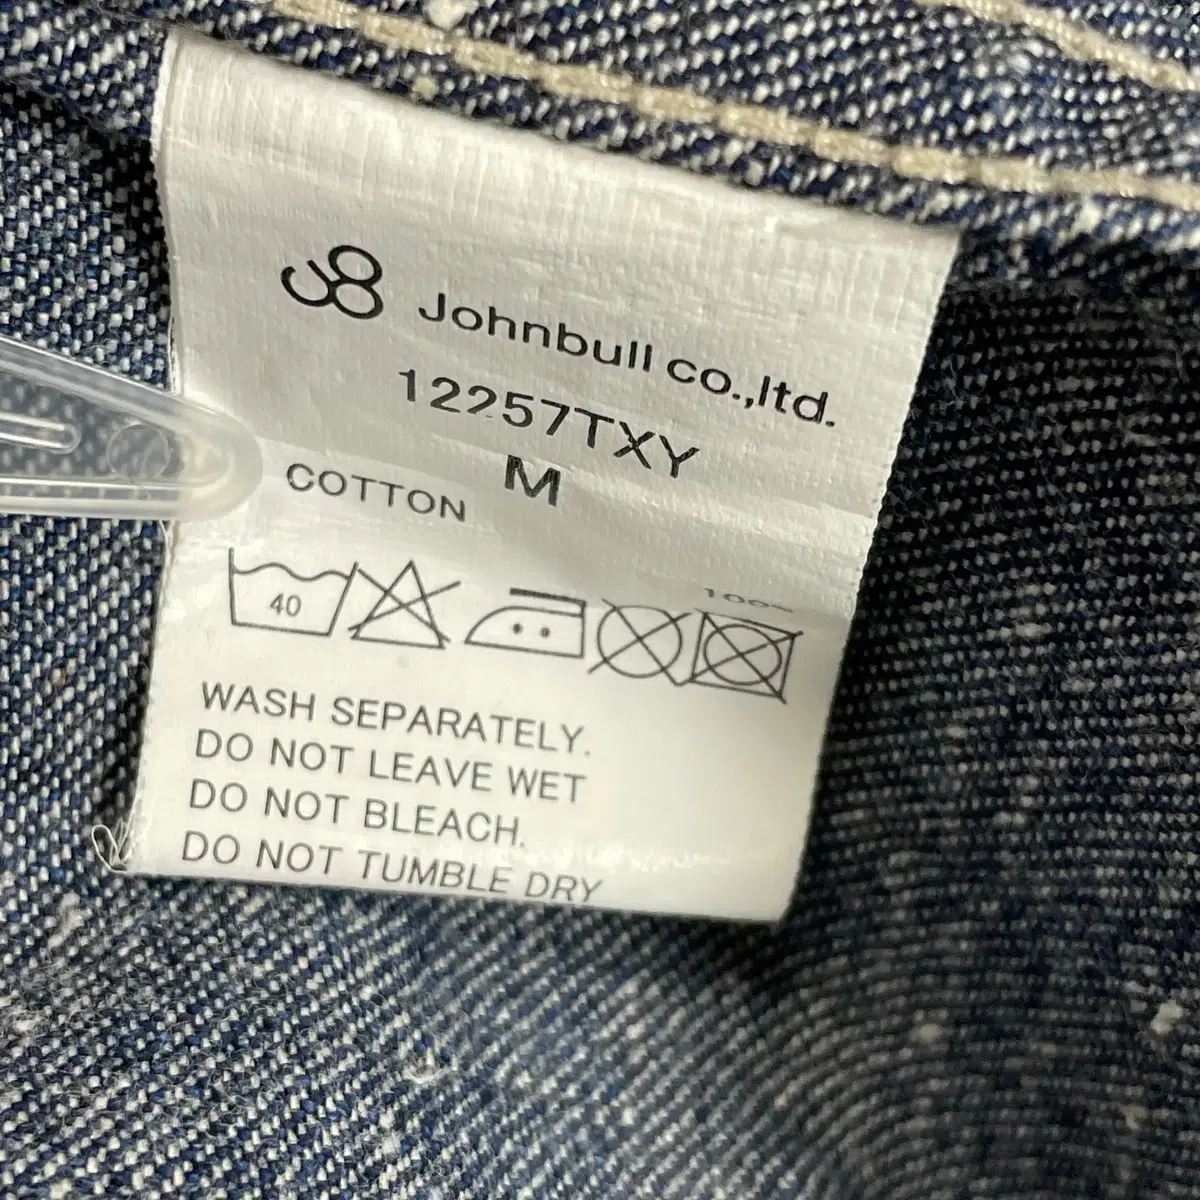 Johnbull co.,ltd.
12257TXY
M
COTTON
40
WASH SEPARATELY.
DO NOT LEAVE WET
DO NOT BLEACH.
DO NOT TUMBLE DRY